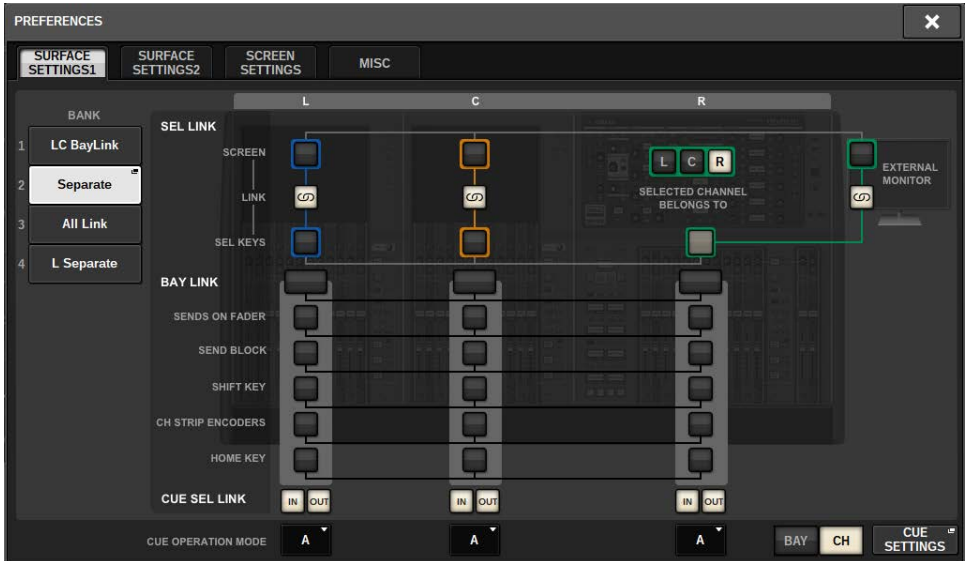 PREFERENCES
SURFACE
SETTINGS1
SURFACE
SETTINGS2
SCREEN
SETTINGS
MISC
L
C
R
BANK
1
LC BayLink
2
Separate
3
All Link
4
L Separate
SEL LINK
SCREEN
LINK
SEL KEYS
L C R
SELECTED CHANNEL
BELONGS TO
EXTERNAL
MONITOR
BAY LINK
SENDS ON FADER
SEND BLOCK
SHIFT KEY
CH STRIP ENCODERS
HOME KEY
CUE SEL LINK
IN OUT
IN OUT
IN OUT
CUE OPERATION MODE
A
A
A
BAY CH
CUE
SETTINGS